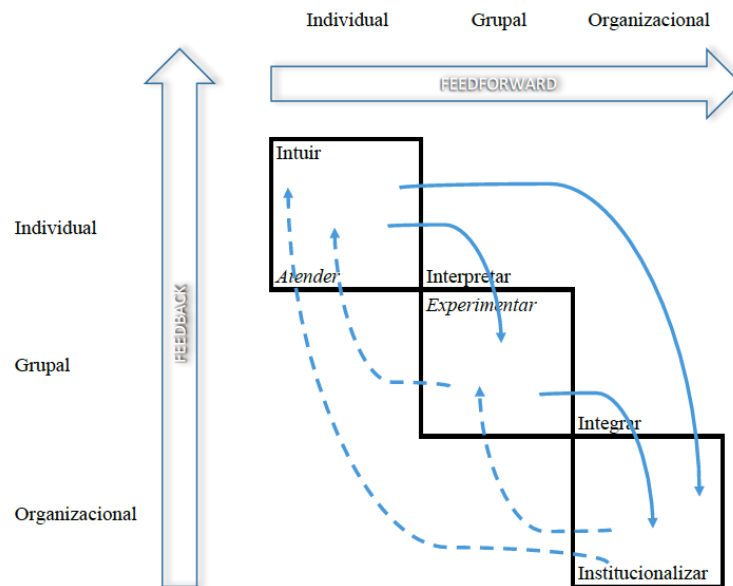 Individual Grupal Organizacional
FEEDFORWARD
Intuir
Individual
Atender
Interpretar
Experimentar
FEEDBACK
Grupal
Integrar
Organizacional
Institucionalizar